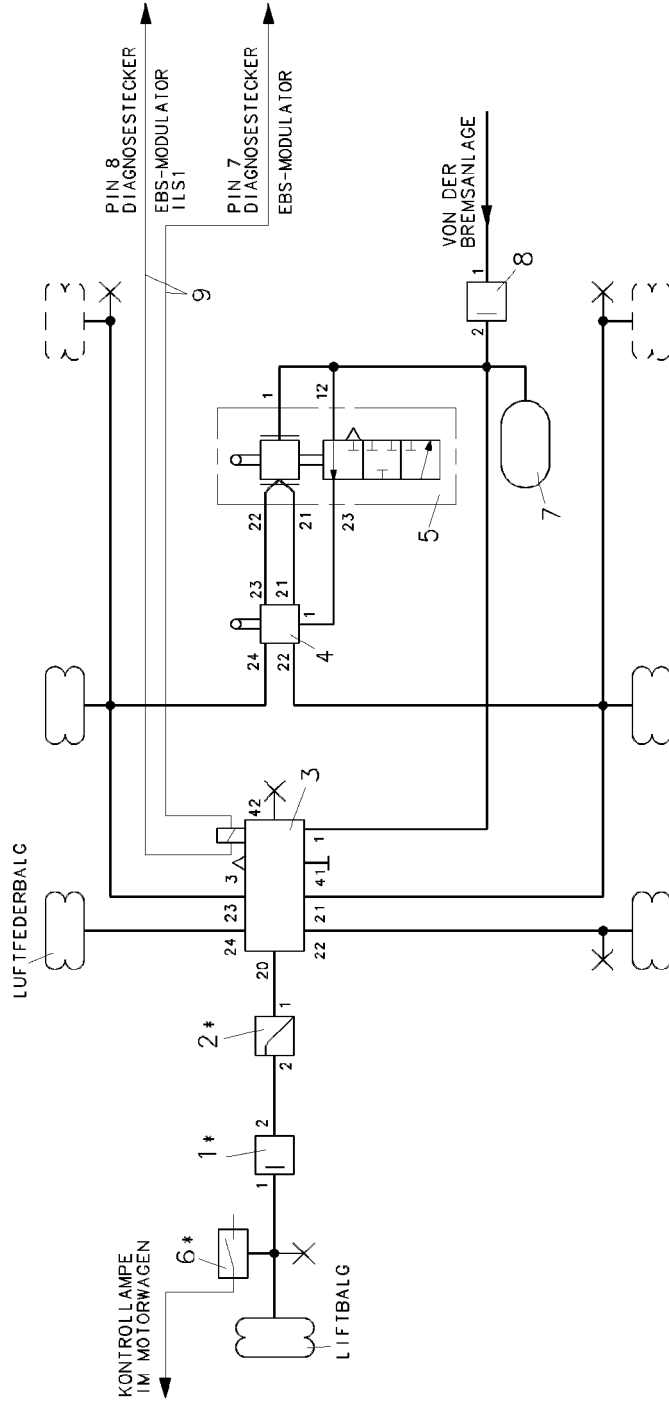 KONTROLLAMPE
IM MOTORWAGEN
6*
LIFTBALG
1*
1
2
2*
2
1
20
LUFTFEDERBALG
24
23
3
42
3
22
21
41
1
24
22
4
23
21
1
22
21
23
5
1
12
7
2
1
8
VON DER
BREMSANLAGE
9
PIN 8
DIAGNOSESTECKER
EBS-MODULATOR
ILS1
PIN 7
DIAGNOSESTECKER
EBS-MODULATOR